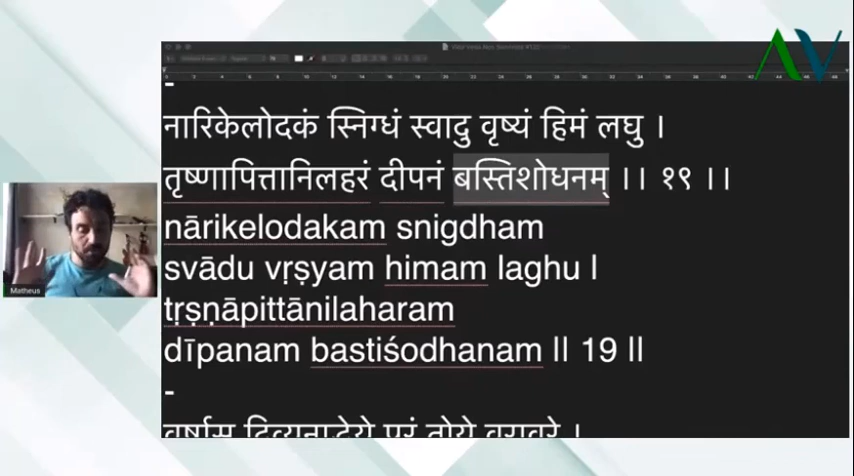 AV
नारिकेलोदकं स्निग्धं स्वादु वृष्यं हिमं लघु ।
तृष्णापित्तानिलहरं दीपनं बस्तिशोधनम् ।। १९ ।।
nārikelodakam snigdham
svādu vṛṣyam himam laghu l
tṛṣṇāpittānilaharam
dīpanam bastiśodhanam ll 19 ll
-
Matheus